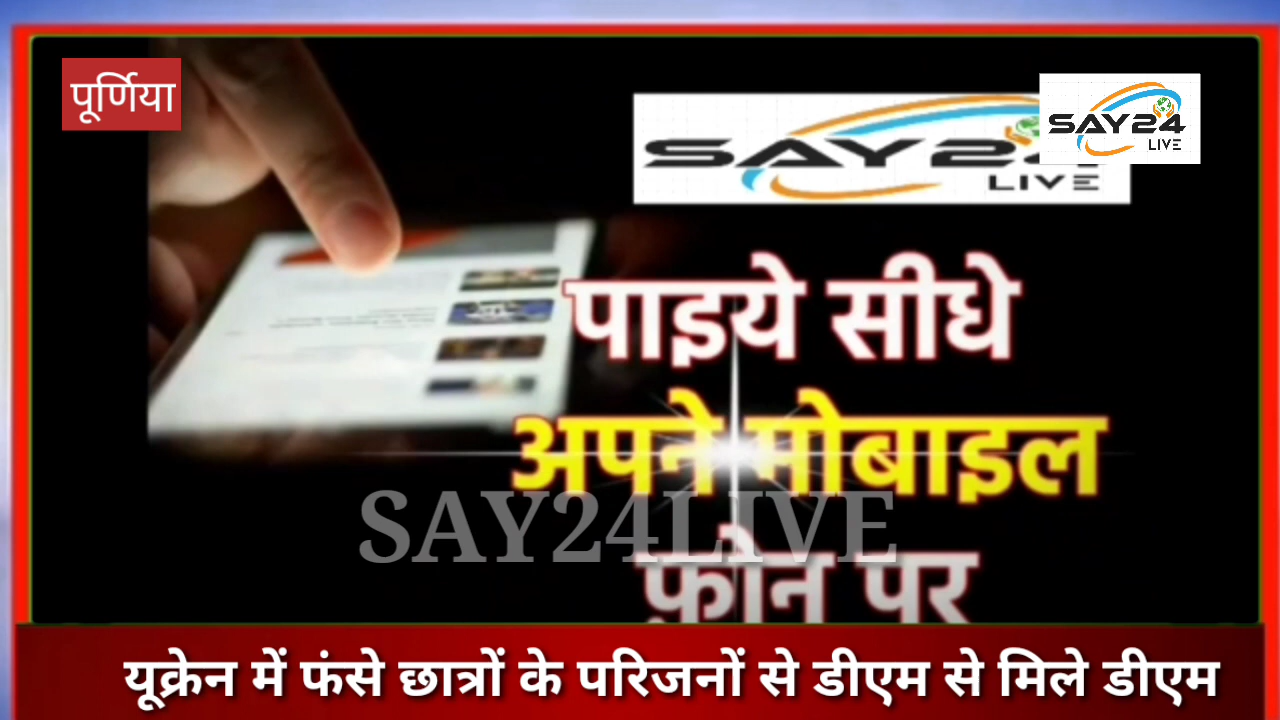 पूर्णिया
SAY24
LIVE
SAY24
LIVE
पाइये सीधे
अपने मोबाइल
SAY24LIVE
फ़ोन पर
यूक्रेन में फंसे छात्रों के परिजनों से डीएम से मिले डीएम